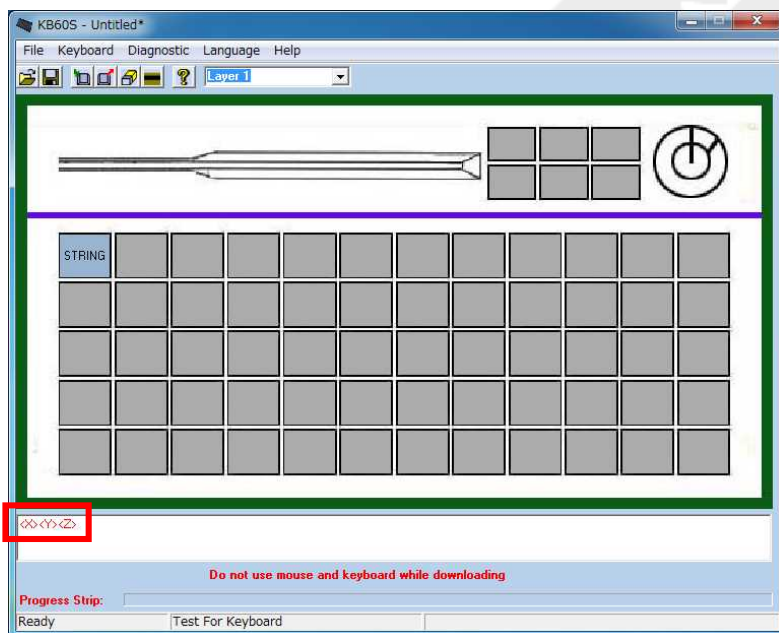 KB60S - Untitled*
File Keyboard Diagnostic Language Help
Layer 1
STRING
<X><Y><Z>
Do not use mouse and keyboard while downloading
Progress Strip:
Ready Test For Keyboard